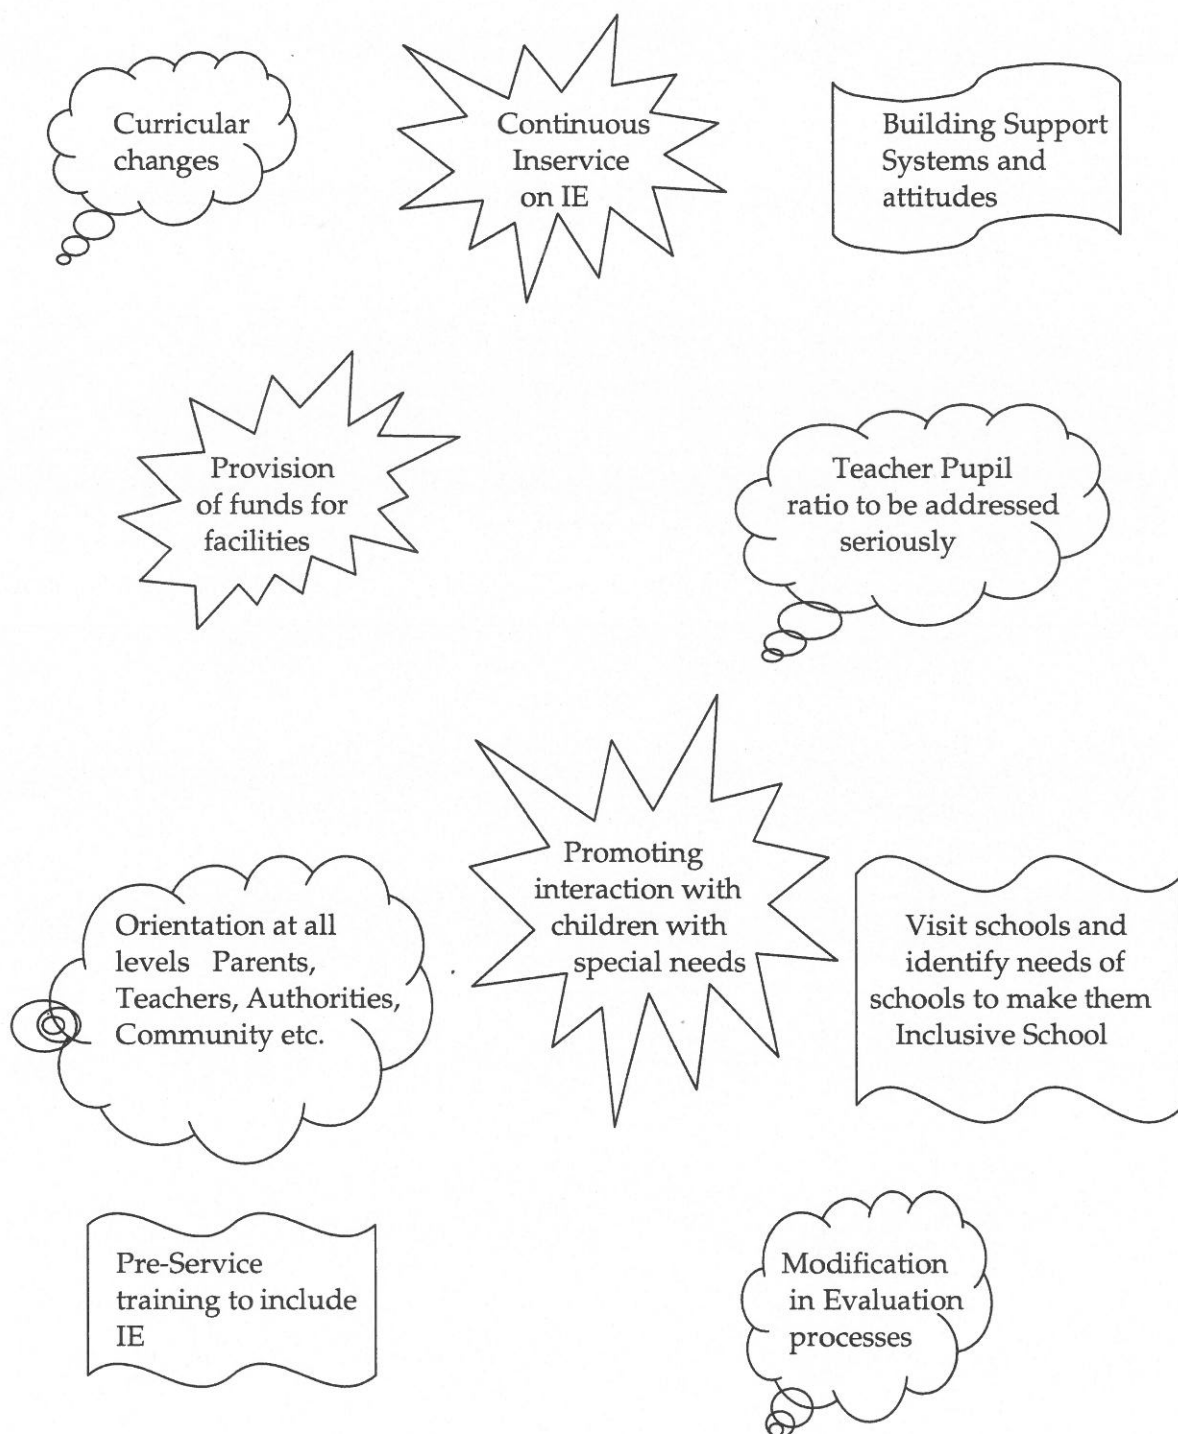 Curricular
changes
Continuous
Inservice
on IE
Building Support
Systems and
attitudes
Provision
of funds for
facilities
Teacher Pupil
ratio to be addressed
seriously
Promoting
interaction with
children with
special needs
Orientation at all
levels Parents,
Teachers, Authorities,
Community etc.
Visit schools and
identify needs of
schools to make them
Inclusive School
Pre-Service
training to include
IE
Modification
in Evaluation
processes